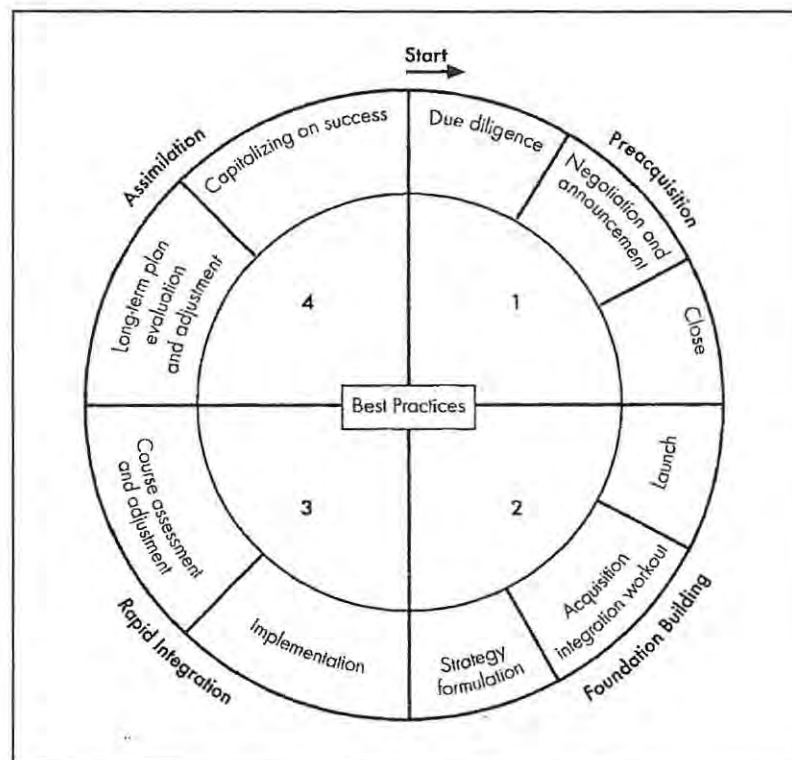 Start
Due diligence
Negotiation and
announcement
Close
Preacquisition
1
Launch
Acquisition
integration workout
Strategy
formulation
Foundation Building
2
Implementation
Course assessment
and adjustment
Rapid Integration
3
Long-term plan
evaluation
and adjustment
Capitalizing on success
Assimilation
4
Best Practices